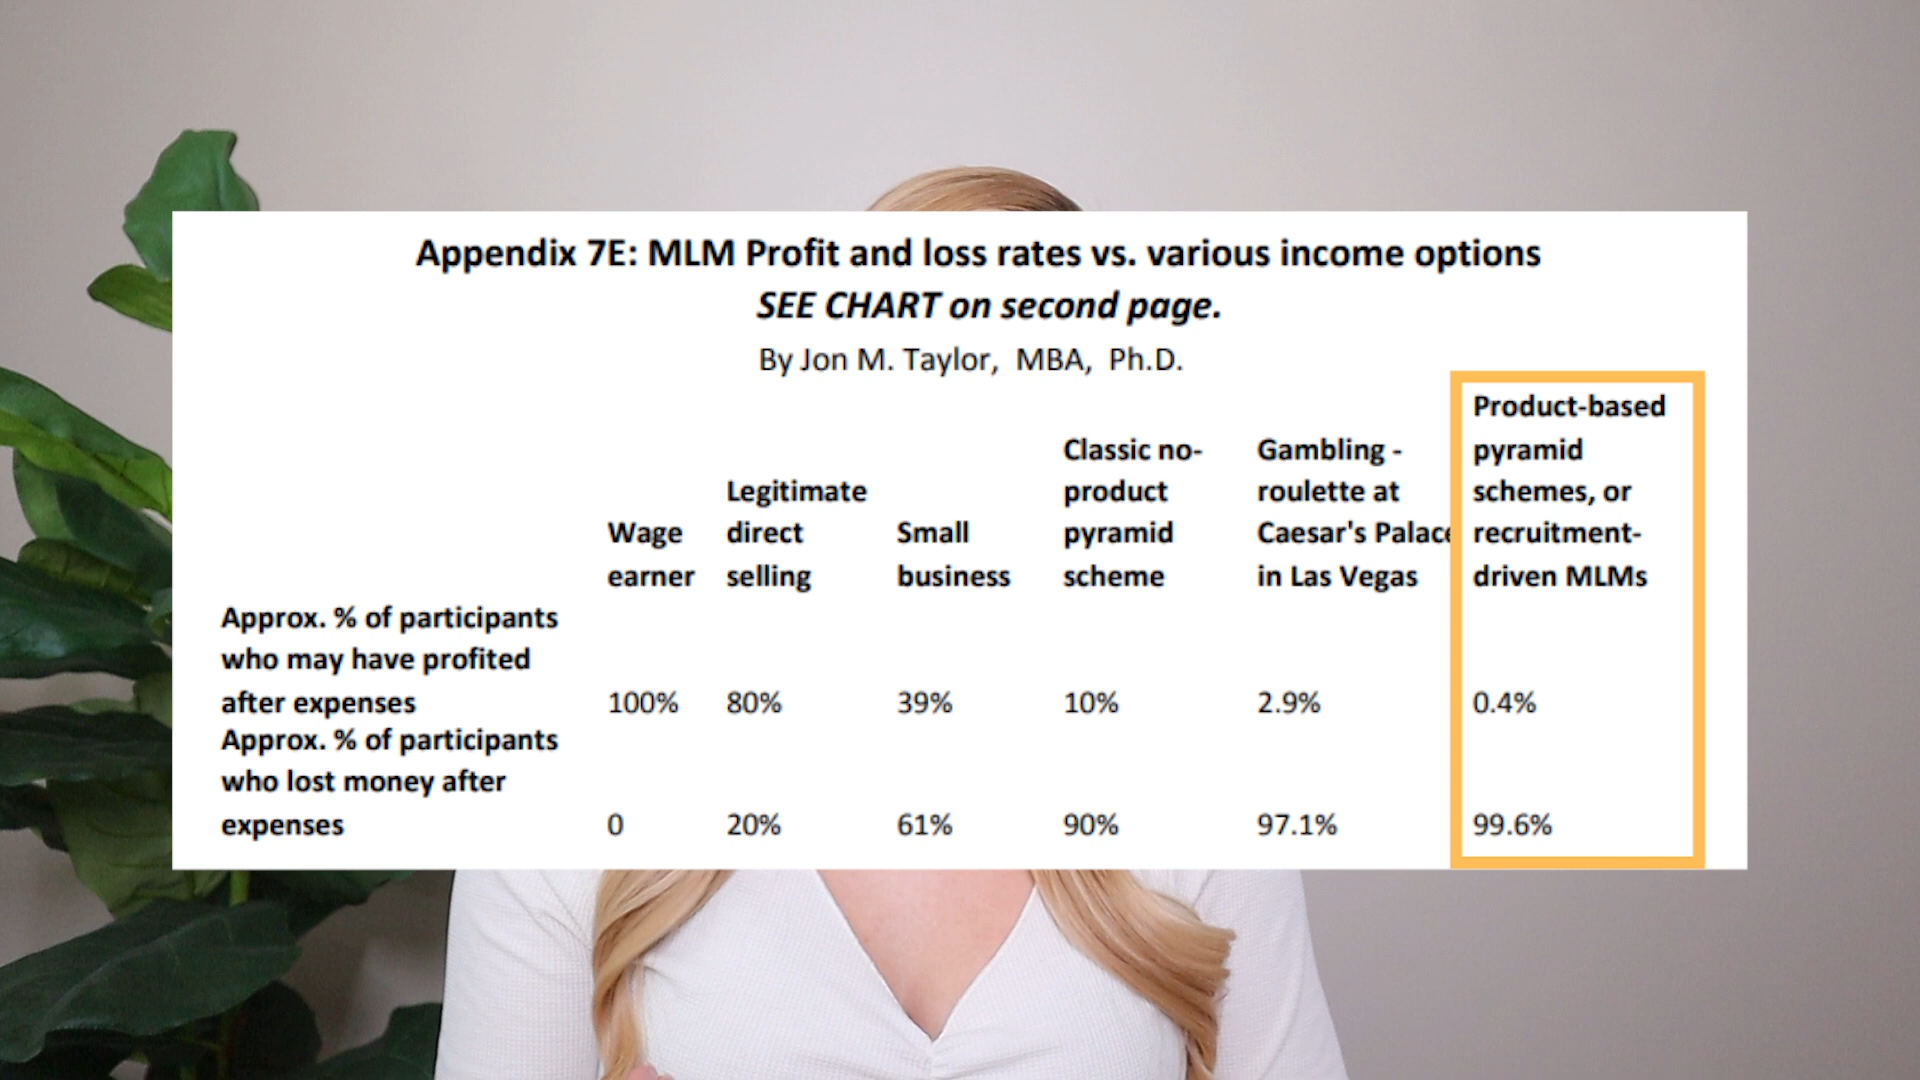 Appendix 7E: MLM Profit and loss rates vs. various income options
SEE CHART on second page.
By Jon M. Taylor, MBA, Ph.D.
Wage
earner
Legitimate
direct
selling
Small
business
Classic no-
product
pyramid
scheme
Gambling -
roulette at
Caesar's Palace
in Las Vegas
Product-based
pyramid
schemes, or
recruitment-
driven MLMs
Approx. % of participants
who may have profited
after expenses 100% 80% 39% 10% 2.9% 0.4%
Approx. % of participants
who lost money after
expenses 0 20% 61% 90% 97.1% 99.6%